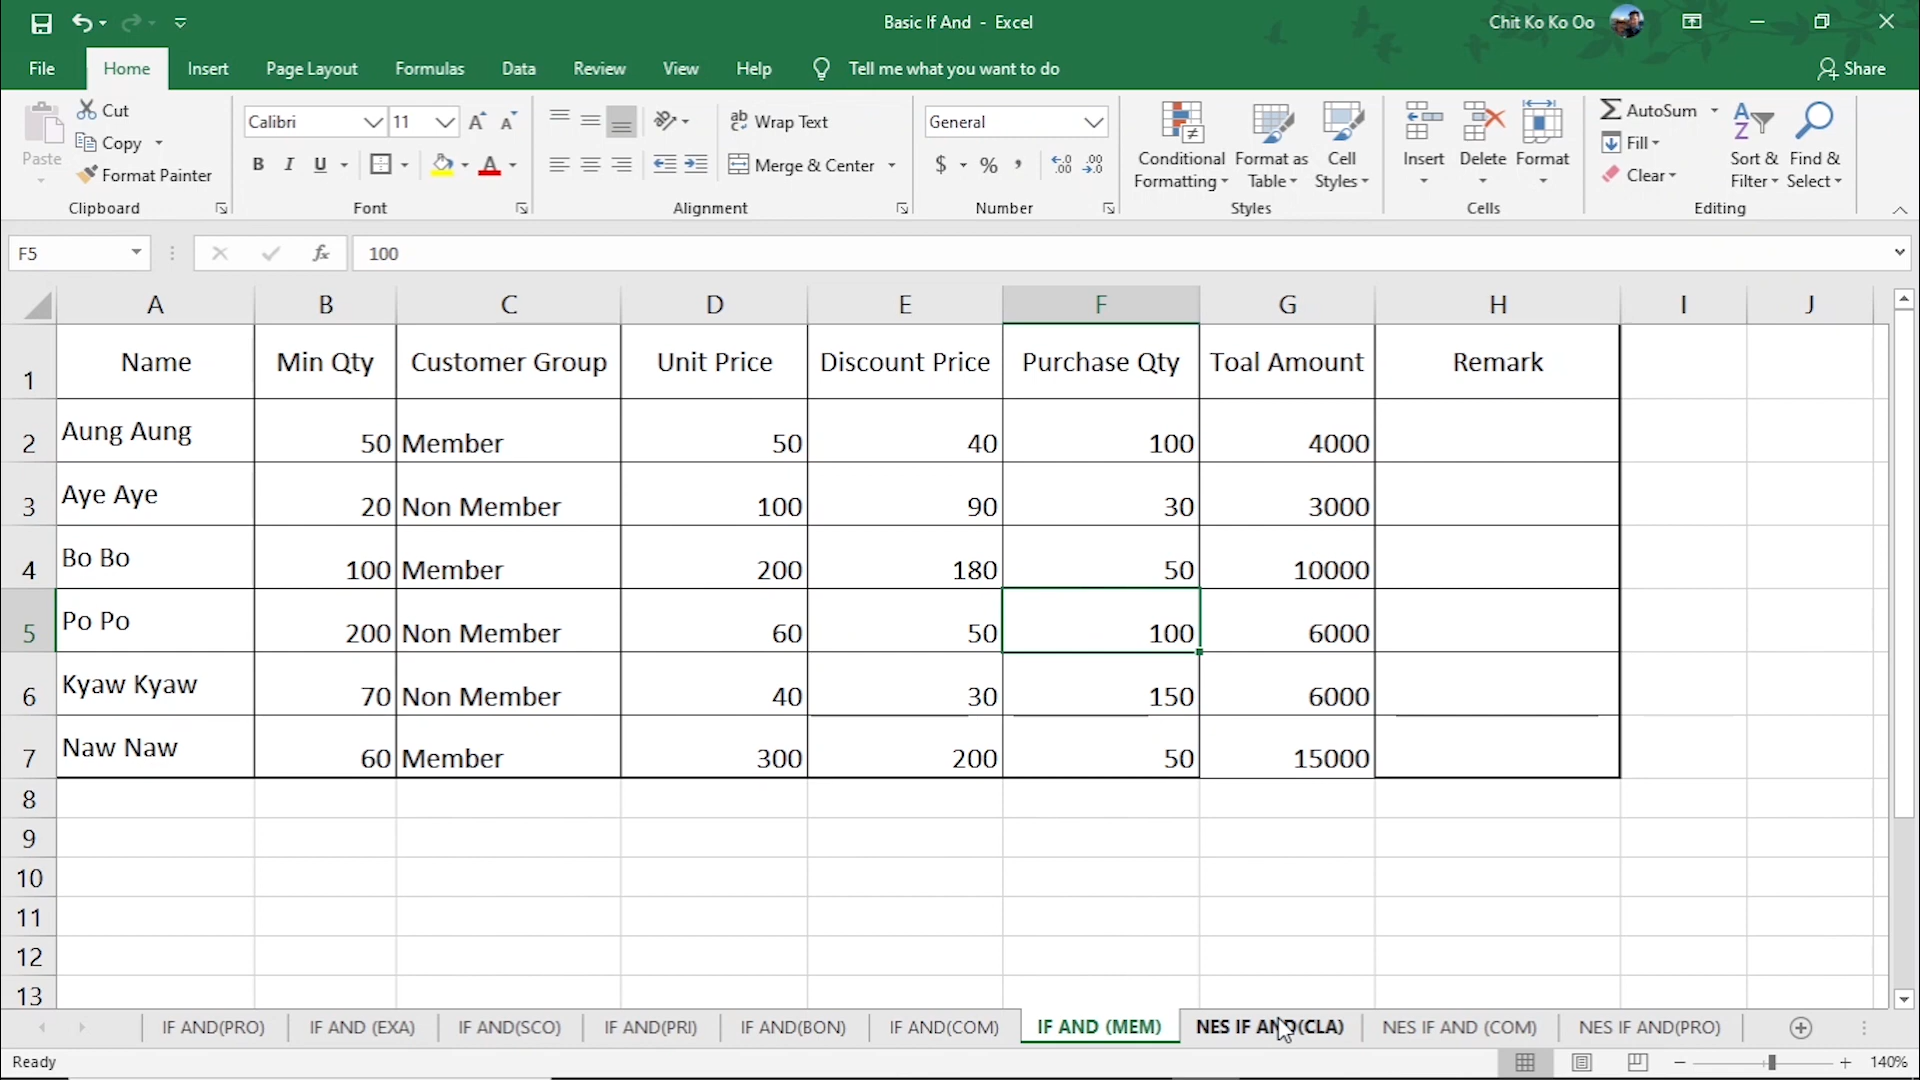 Basic If And - Excel
Chit Ko Ko Oo
File Home Insert Page Layout Formulas Data Review View Help Tell me what you want to do Share
Paste
Cut
Copy
Format Painter
Clipboard
Calibri 11
B I U
Font
Wrap Text
Merge & Center
Alignment
General
$ % ,
Number
Conditional Formatting
Format as Table
Cell Styles
Styles
Insert Delete Format
Cells
AutoSum
Fill
Clear
Sort & Filter
Find & Select
Editing
F5 fx 100
A B C D E F G H I J
1 Name Min Qty Customer Group Unit Price Discount Price Purchase Qty Toal Amount Remark
2 Aung Aung 50 Member 50 40 100 4000
3 Aye Aye 20 Non Member 100 90 30 3000
4 Bo Bo 100 Member 200 180 50 10000
5 Po Po 200 Non Member 60 50 100 6000
6 Kyaw Kyaw 70 Non Member 40 30 150 6000
7 Naw Naw 60 Member 300 200 50 15000
8
9
10
11
12
13
IF AND(PRO) IF AND (EXA) IF AND(SCO) IF AND(PRI) IF AND(BON) IF AND(COM) IF AND (MEM) NES IF AND(CLA) NES IF AND (COM) NES IF AND(PRO)
Ready 140%